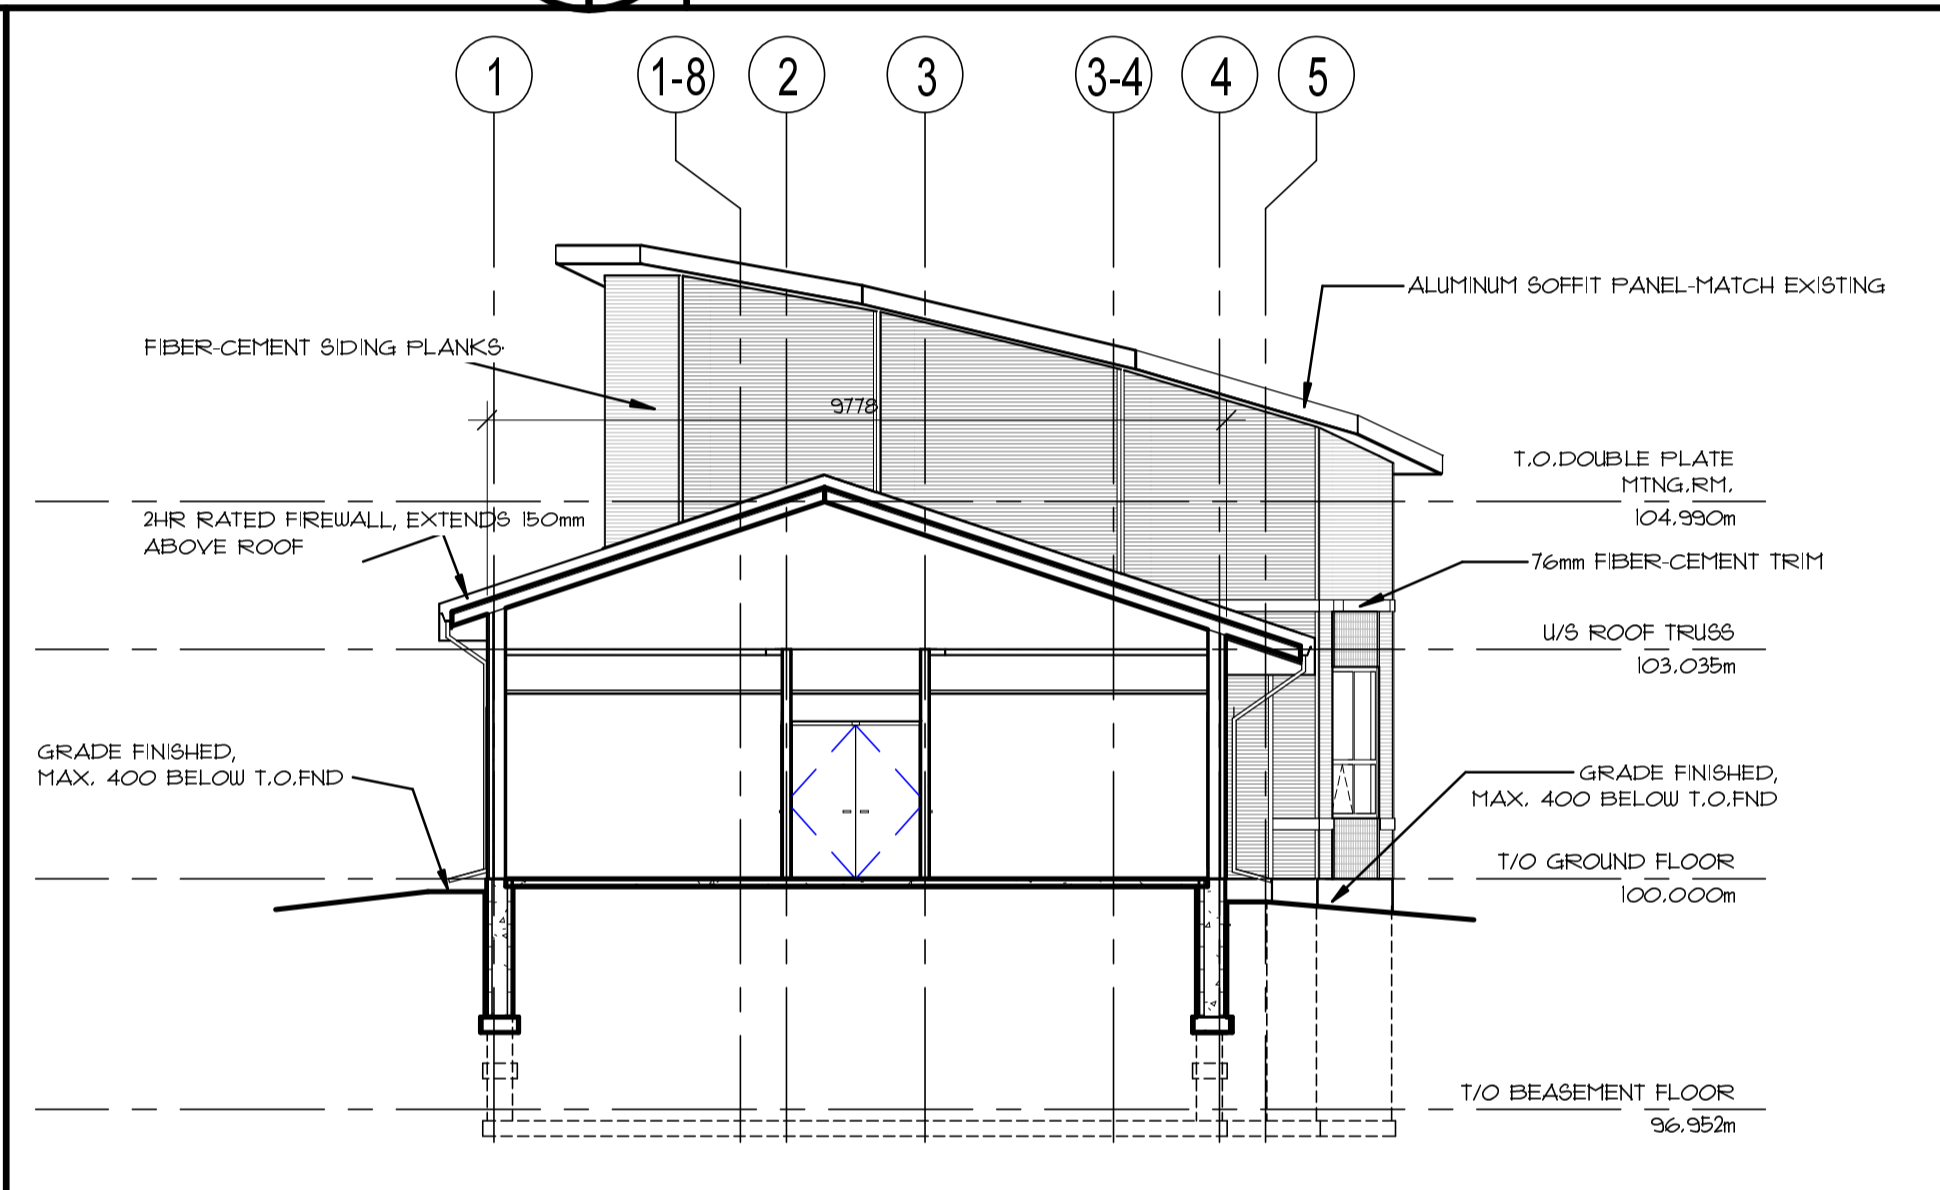 1 1-8 2 3 3-4 4 5
ALUMINUM SOFFIT PANEL-MATCH EXISTING
FIBER-CEMENT SIDING PLANKS
9778
T.O.DOUBLE PLATE
MTNG.RM.
104.990m
2HR RATED FIREWALL, EXTENDS 150mm
ABOVE ROOF
76mm FIBER-CEMENT TRIM
U/S ROOF TRUSS
103.035m
GRADE FINISHED,
MAX. 400 BELOW T.O.FND
GRADE FINISHED,
MAX. 400 BELOW T.O.FND
T/O GROUND FLOOR
100.000m
T/O BEASEMENT FLOOR
96.952m